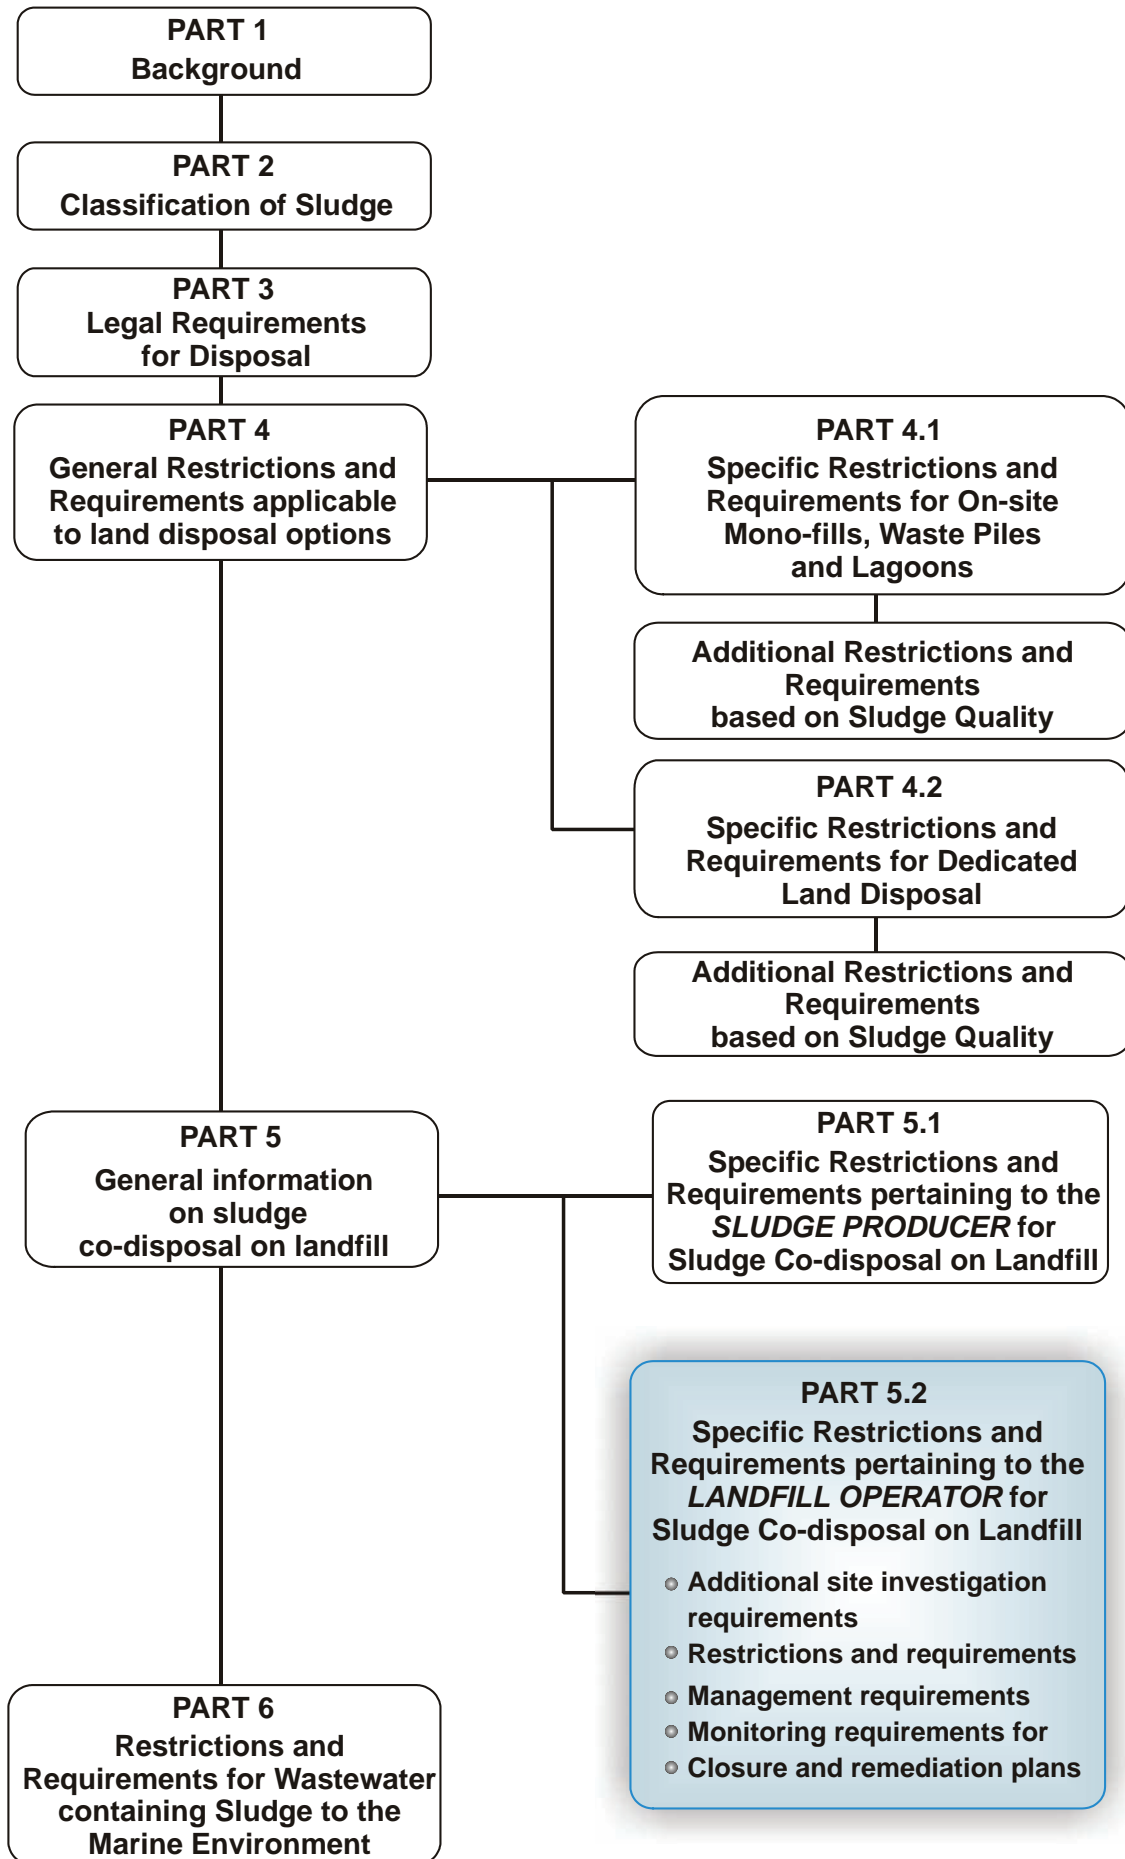 PART 1
Background
PART 2
Classification of Sludge
PART 3
Legal Requirements
for Disposal
PART 4
General Restrictions and
Requirements applicable
to land disposal options
PART 4.1
Specific Restrictions and
Requirements for On-site
Mono-fills, Waste Piles
and Lagoons
Additional Restrictions and
Requirements
based on Sludge Quality
PART 4.2
Specific Restrictions and
Requirements for Dedicated
Land Disposal
Additional Restrictions and
Requirements
based on Sludge Quality
PART 5
General information
on sludge
co-disposal on landfill
PART 5.1
Specific Restrictions and
Requirements pertaining to the
SLUDGE PRODUCER for
Sludge Co-disposal on Landfill
PART 5.2
Specific Restrictions and
Requirements pertaining to the
LANDFILL OPERATOR for
Sludge Co-disposal on Landfill
Additional site investigation
requirements
Restrictions and requirements
Management requirements
Monitoring requirements for
Closure and remediation plans
PART 6
Restrictions and
Requirements for Wastewater
containing Sludge to the
Marine Environment